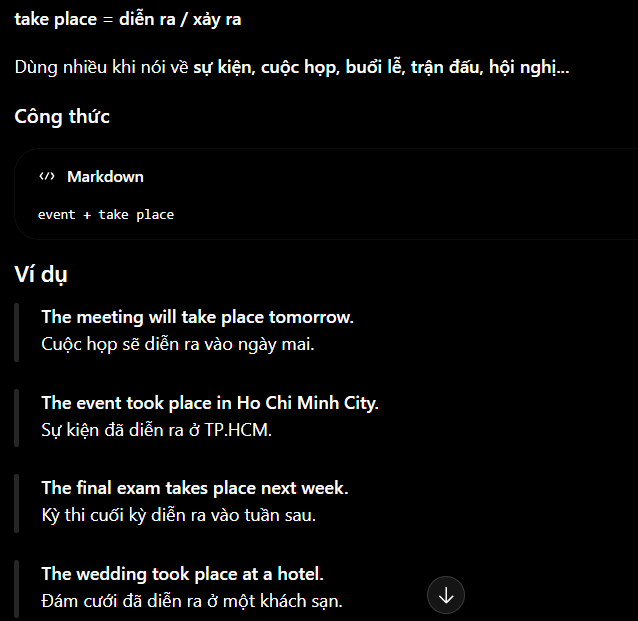 take place = diễn ra / xảy ra
Dùng nhiều khi nói về sự kiện, cuộc họp, buổi lễ, trận đấu, hội nghị...
Công thức
</> Markdown
event + take place
Ví dụ
The meeting will take place tomorrow.
Cuộc họp sẽ diễn ra vào ngày mai.
The event took place in Ho Chi Minh City.
Sự kiện đã diễn ra ở TP.HCM.
The final exam takes place next week.
Kỳ thi cuối kỳ diễn ra vào tuần sau.
The wedding took place at a hotel.
Đám cưới đã diễn ra ở một khách sạn.